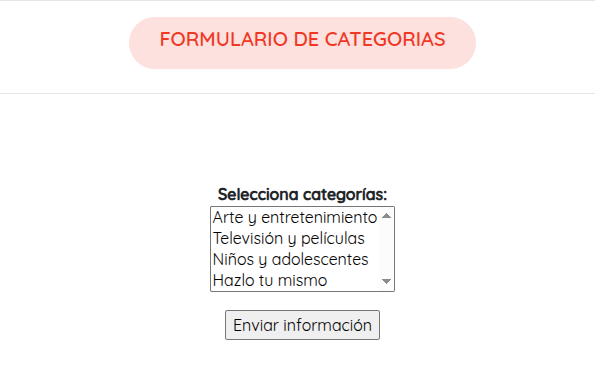 FORMULARIO DE CATEGORIAS
Selecciona categorías:
Arte y entretenimiento
Televisión y películas
Niños y adolescentes
Hazlo tu mismo
Enviar información